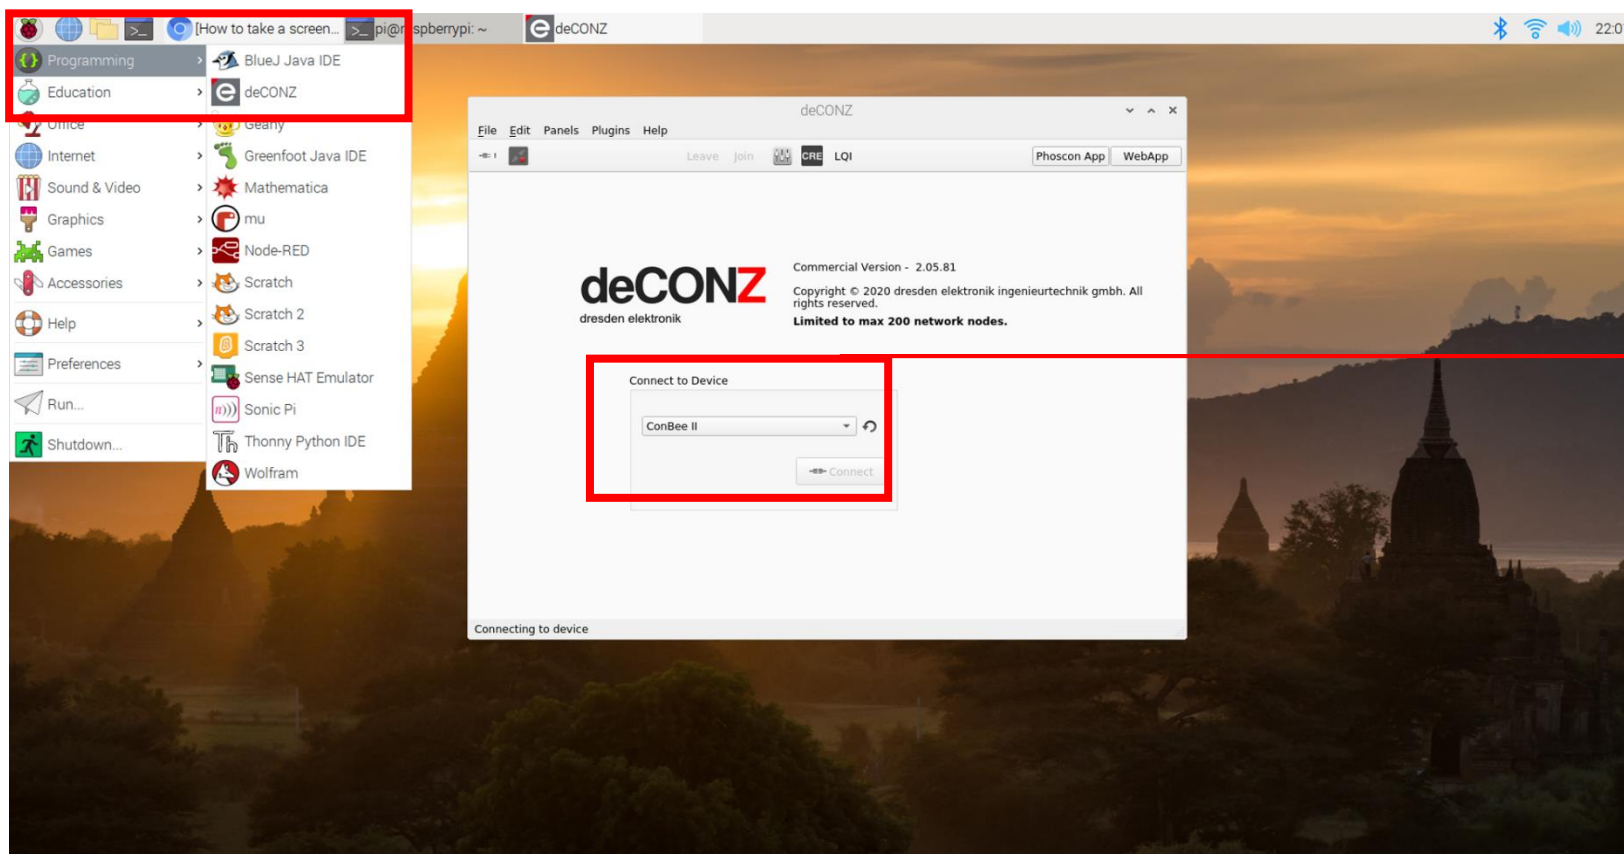 [How to take a screen...
pi@raspberrypi: ~
deCONZ
22:0
Programming
Education
Office
Internet
Sound & Video
Graphics
Games
Accessories
Help
Preferences
Run...
Shutdown...
BlueJ Java IDE
deCONZ
Geany
Greenfoot Java IDE
Mathematica
mu
Node-RED
Scratch
Scratch 2
Scratch 3
Sense HAT Emulator
Sonic Pi
Thonny Python IDE
Wolfram
deCONZ
File Edit Panels Plugins Help
Leave Join CRE LQI Phoscon App WebApp
deCONZ
dresden elektronik
Commercial Version - 2.05.81
Copyright © 2020 dresden elektronik ingenieurtechnik gmbh. All
rights reserved.
Limited to max 200 network nodes.
Connect to Device
ConBee II
Connect
Connecting to device